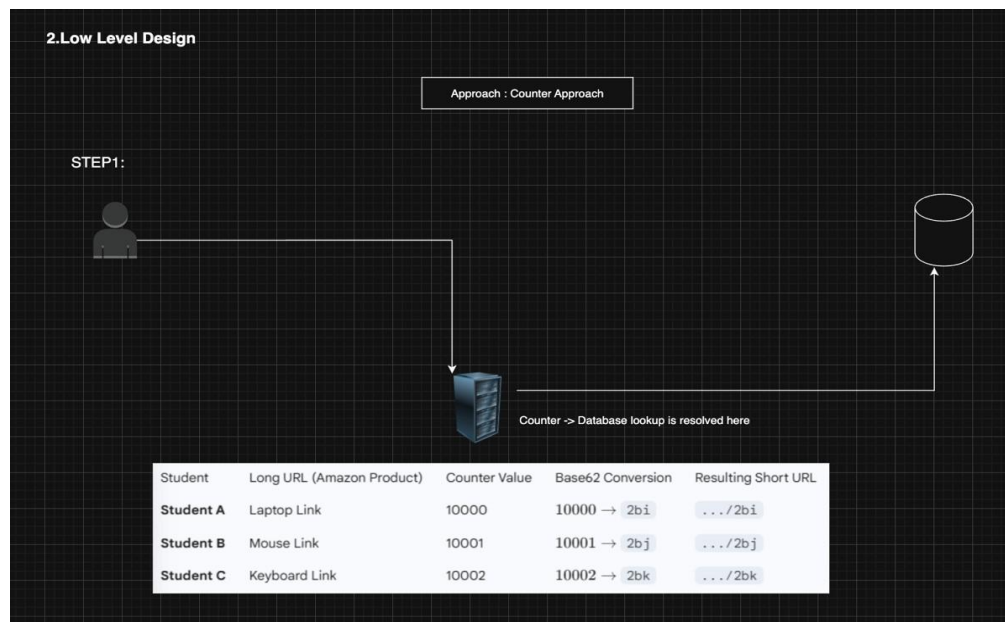 2.Low Level Design
Approach : Counter Approach
STEP1:
Counter -> Database lookup is resolved here
Student Long URL (Amazon Product) Counter Value Base62 Conversion Resulting Short URL
Student A Laptop Link 10000 10000 → 2bi .../2bi
Student B Mouse Link 10001 10001 → 2bj .../2bj
Student C Keyboard Link 10002 10002 → 2bk .../2bk